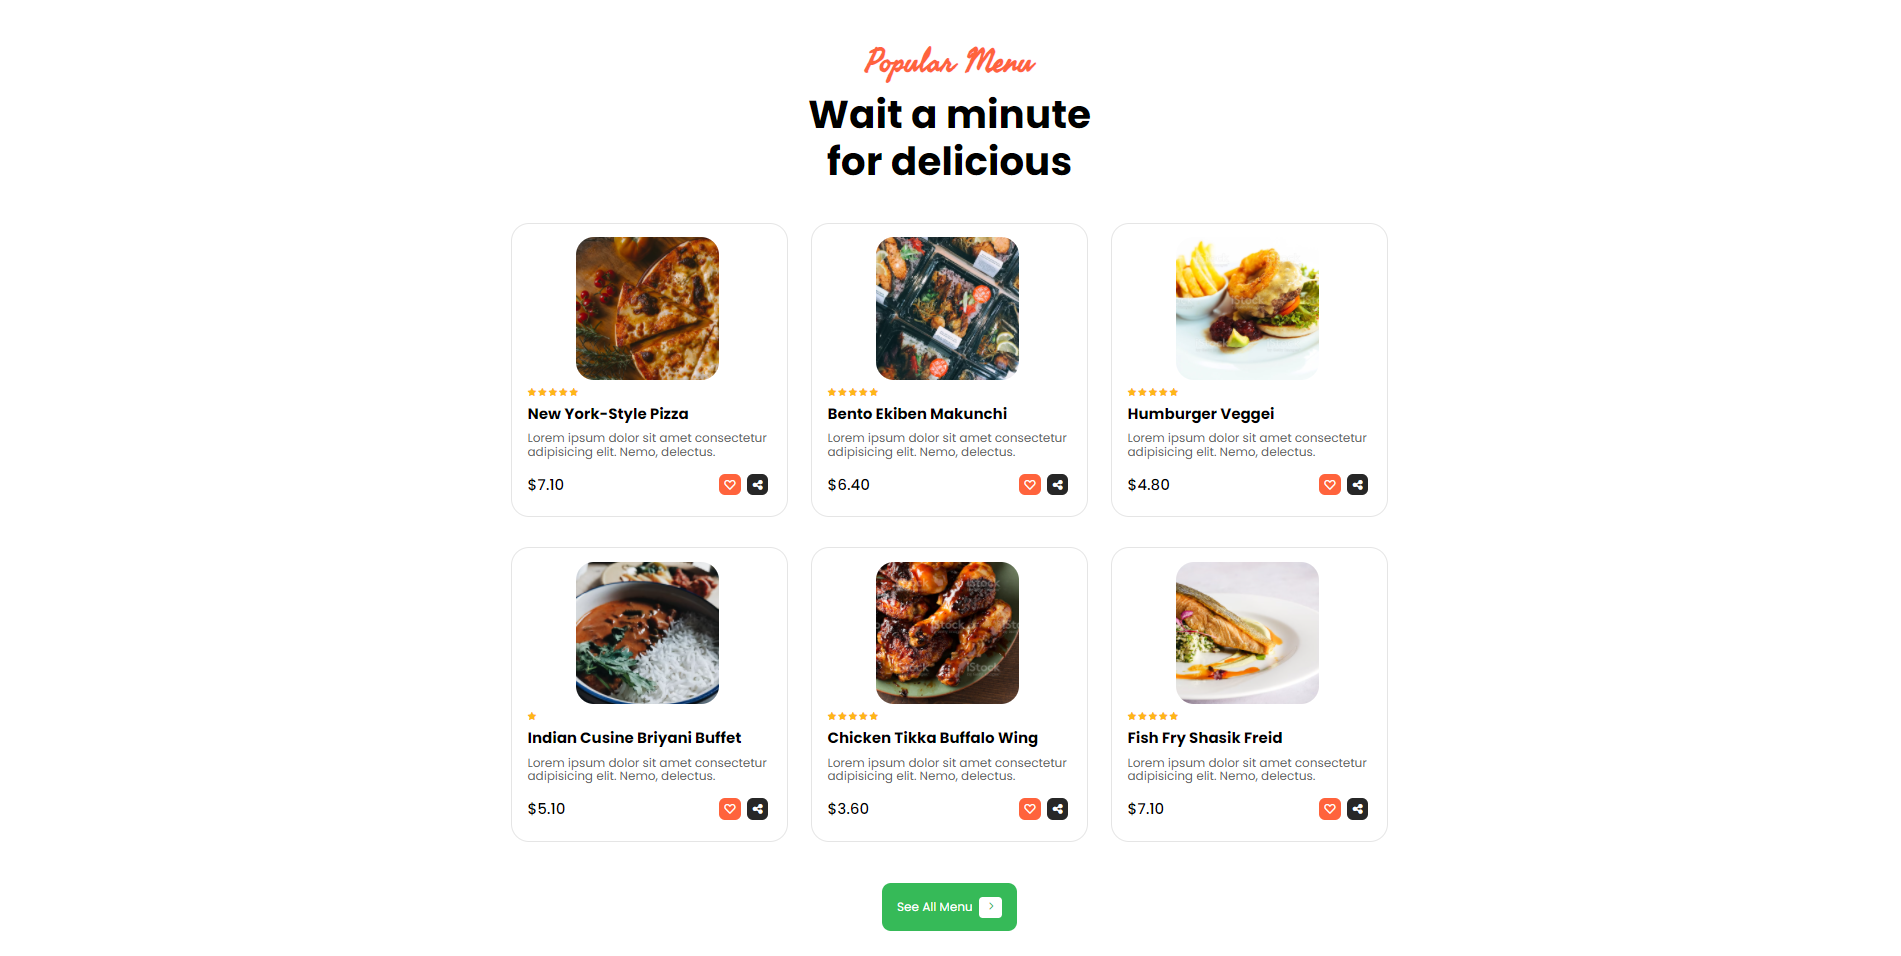 Popular Menu
Wait a minute
for delicious
New York-Style Pizza
Lorem ipsum dolor sit amet consectetur
adipisicing elit. Nemo, delectus.
$7.10
Bento Ekiben Makunchi
Lorem ipsum dolor sit amet consectetur
adipisicing elit. Nemo, delectus.
$6.40
iStock
Humburger Veggei
Lorem ipsum dolor sit amet consectetur
adipisicing elit. Nemo, delectus.
$4.80
Indian Cusine Briyani Buffet
Lorem ipsum dolor sit amet consectetur
adipisicing elit. Nemo, delectus.
$5.10
iStock
iStock
iStock
Chicken Tikka Buffalo Wing
Lorem ipsum dolor sit amet consectetur
adipisicing elit. Nemo, delectus.
$3.60
Fish Fry Shasik Freid
Lorem ipsum dolor sit amet consectetur
adipisicing elit. Nemo, delectus.
$7.10
See All Menu